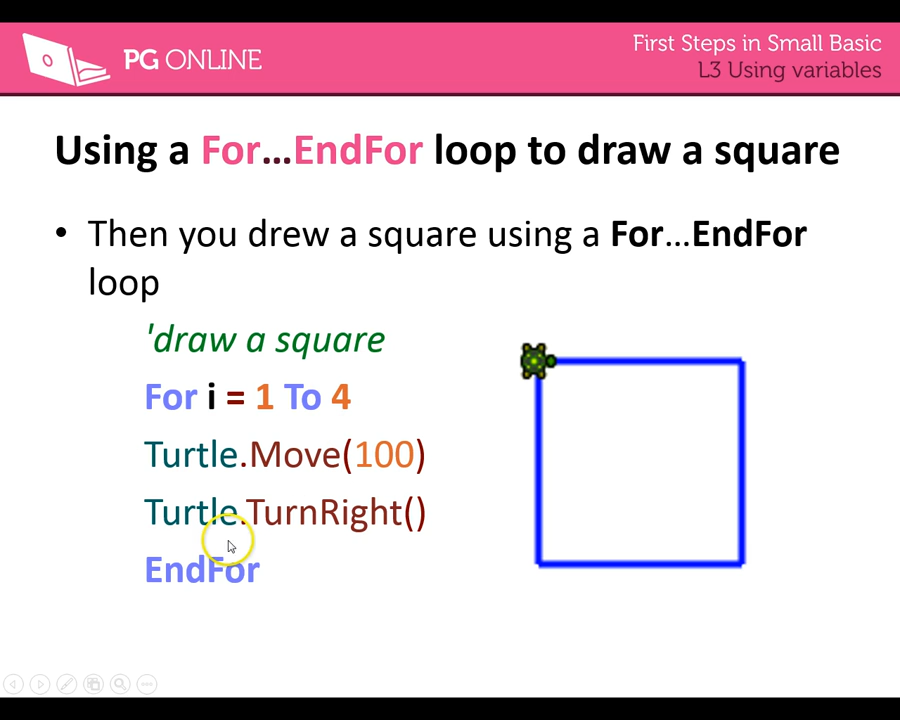 PG ONLINE
First Steps in Small Basic
L3 Using variables
Using a For...EndFor loop to draw a square
• Then you drew a square using a For...EndFor
loop
'draw a square
For i = 1 To 4
Turtle.Move(100)
Turtle.TurnRight()
EndFor